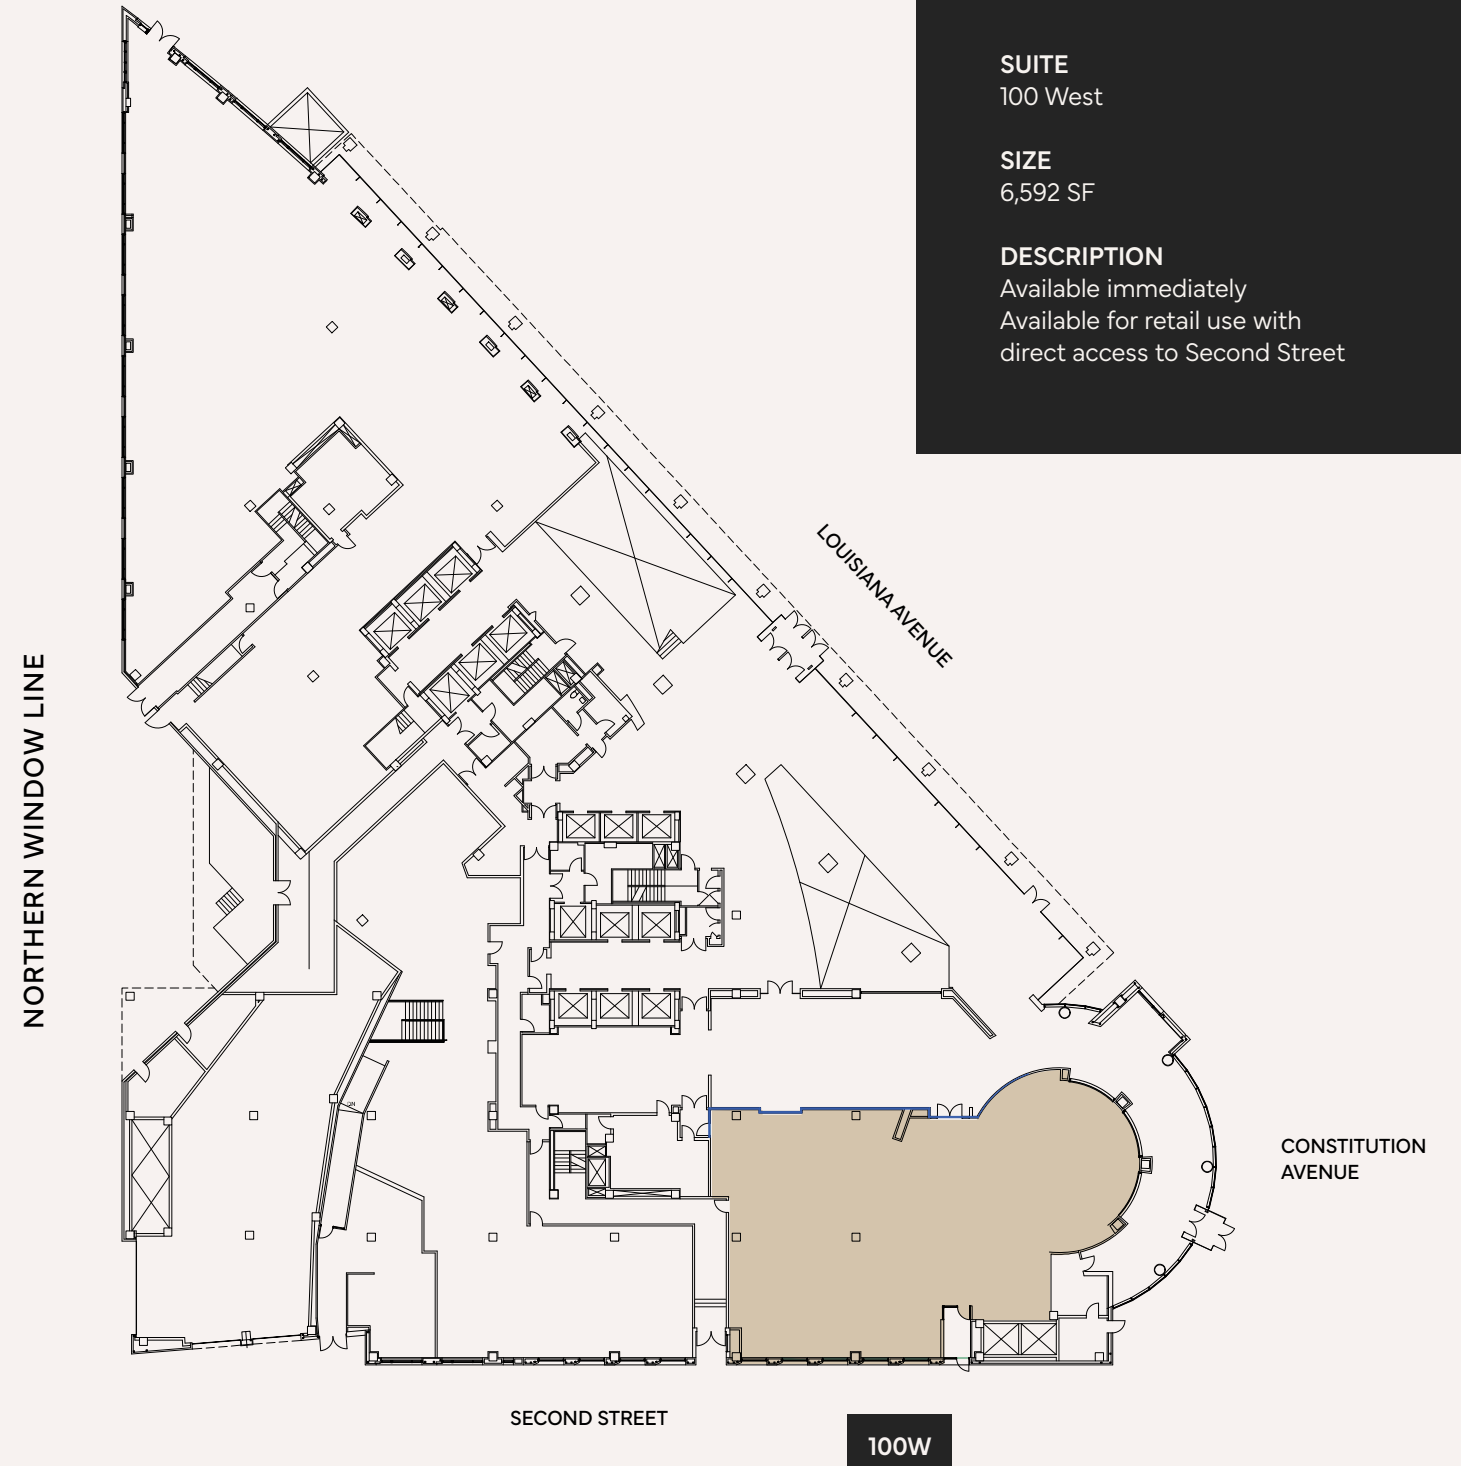 SUITE
100 West
SIZE
6,592 SF
DESCRIPTION
Available immediately
Available for retail use with
direct access to Second Street
LOUISIANA AVENUE
NORTHERN WINDOW LINE
CONSTITUTION
AVENUE
SECOND STREET
100W